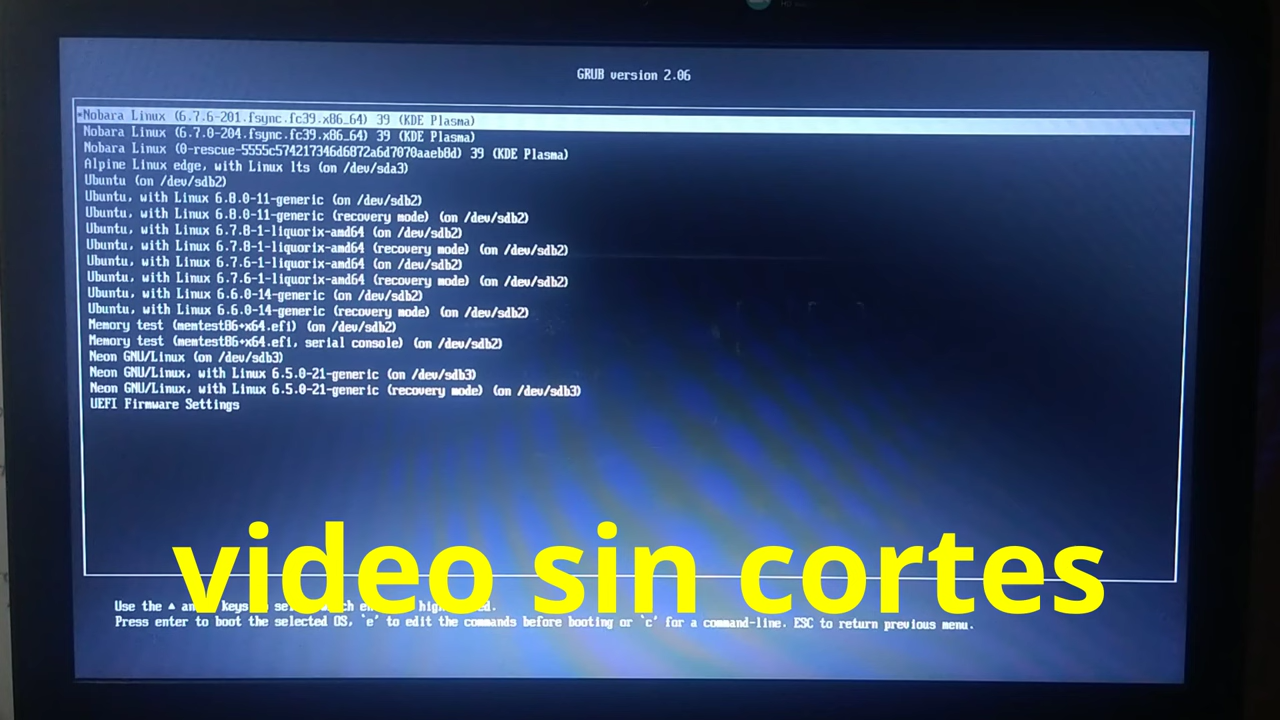 GRUB version 2.06
*Nobara Linux (6.7.6-201.fsync.fc39.x86_64) 39 (KDE Plasma)
Nobara Linux (6.7.0-204.fsync.fc39.x86_64) 39 (KDE Plasma)
Nobara Linux (0-rescue-5555c574217346d6872a6d7070aaeb8d) 39 (KDE Plasma)
Alpine Linux edge, with Linux lts (on /dev/sda3)
Ubuntu (on /dev/sdb2)
Ubuntu, with Linux 6.8.0-11-generic (on /dev/sdb2)
Ubuntu, with Linux 6.8.0-11-generic (recovery mode) (on /dev/sdb2)
Ubuntu, with Linux 6.7.8-1-liquorix-amd64 (on /dev/sdb2)
Ubuntu, with Linux 6.7.8-1-liquorix-amd64 (recovery mode) (on /dev/sdb2)
Ubuntu, with Linux 6.7.6-1-liquorix-amd64 (on /dev/sdb2)
Ubuntu, with Linux 6.7.6-1-liquorix-amd64 (recovery mode) (on /dev/sdb2)
Ubuntu, with Linux 6.6.0-14-generic (on /dev/sdb2)
Ubuntu, with Linux 6.6.0-14-generic (recovery mode) (on /dev/sdb2)
Memory test (memtest86+x64.efi) (on /dev/sdb2)
Memory test (memtest86+x64.efi, serial console) (on /dev/sdb2)
Neon GNU/Linux (on /dev/sdb3)
Neon GNU/Linux, with Linux 6.5.0-21-generic (on /dev/sdb3)
Neon GNU/Linux, with Linux 6.5.0-21-generic (recovery mode) (on /dev/sdb3)
UEFI Firmware Settings
video sin cortes
Use the ▲ an keys
Press enter to boot the selected OS, `e' to edit the commands before booting or `c' for a command-line. ESC to return previous menu.